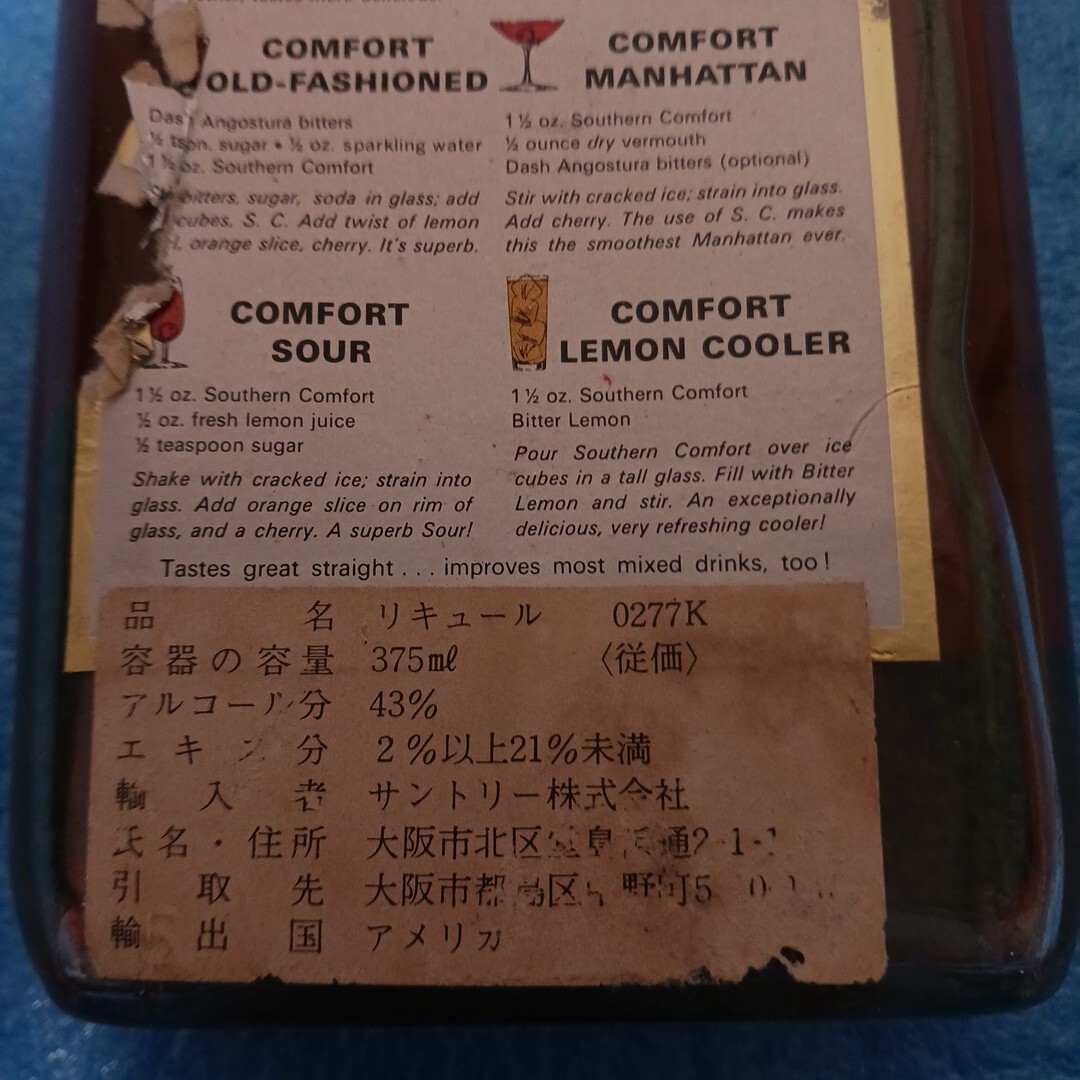 COMFORT
OLD-FASHIONED
Angostura bitters
½ tspn. sugar • ½ oz. sparkling water
1½ oz. Southern Comfort
bitters, sugar, soda in glass; add
cubes, S. C. Add twist of lemon
orange slice, cherry. It's superb.
COMFORT
MANHATTAN
1½ oz. Southern Comfort
½ ounce dry vermouth
Dash Angostura bitters (optional)
Stir with cracked ice; strain into glass.
Add cherry. The use of S. C. makes
this the smoothest Manhattan ever.
COMFORT
SOUR
1½ oz. Southern Comfort
½ oz. fresh lemon juice
½ teaspoon sugar
Shake with cracked ice; strain into
glass. Add orange slice on rim of
glass, and a cherry. A superb Sour!
COMFORT
LEMON COOLER
1½ oz. Southern Comfort
Bitter Lemon
Pour Southern Comfort over ice
cubes in a tall glass. Fill with Bitter
Lemon and stir. An exceptionally
delicious, very refreshing cooler!
Tastes great straight . . . improves most mixed drinks, too!
品名 リキュール 0277K
容器の容量 375㎖ 〈従価〉
アルコール分 43%
エキス分 2%以上21%未満
輸入者 サントリー株式会社
氏名・住所 大阪市北区
引取先 大阪市都島区
輸出国 アメリカ